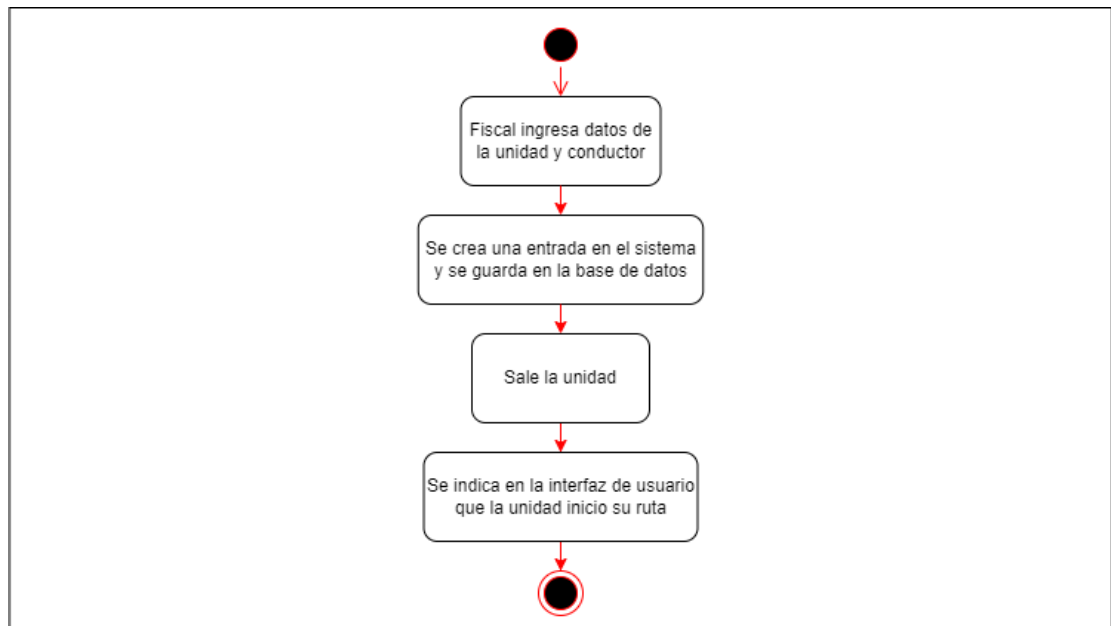 Fiscal ingresa datos de
la unidad y conductor
Se crea una entrada en el sistema
y se guarda en la base de datos
Sale la unidad
Se indica en la interfaz de usuario
que la unidad inicio su ruta